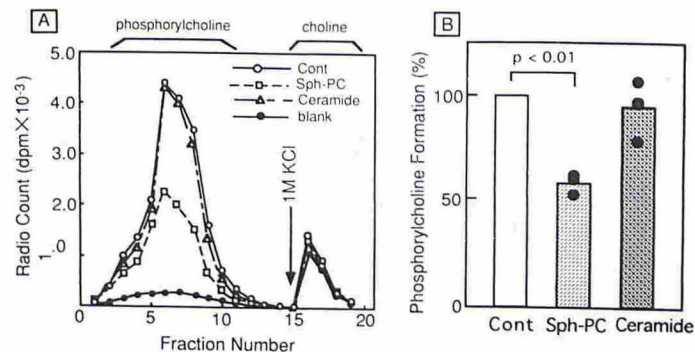 A
phosphorylcholine
choline
Radio Count (dpm×10-3)
5.0
4.0
3.0
2.0
1.0
0
Cont
Sph-PC
Ceramide
blank
1M KCl
0
5
10
15
20
Fraction Number
B
Phosphorylcholine Formation (%)
p < 0.01
100
50
0
Cont Sph-PC Ceramide